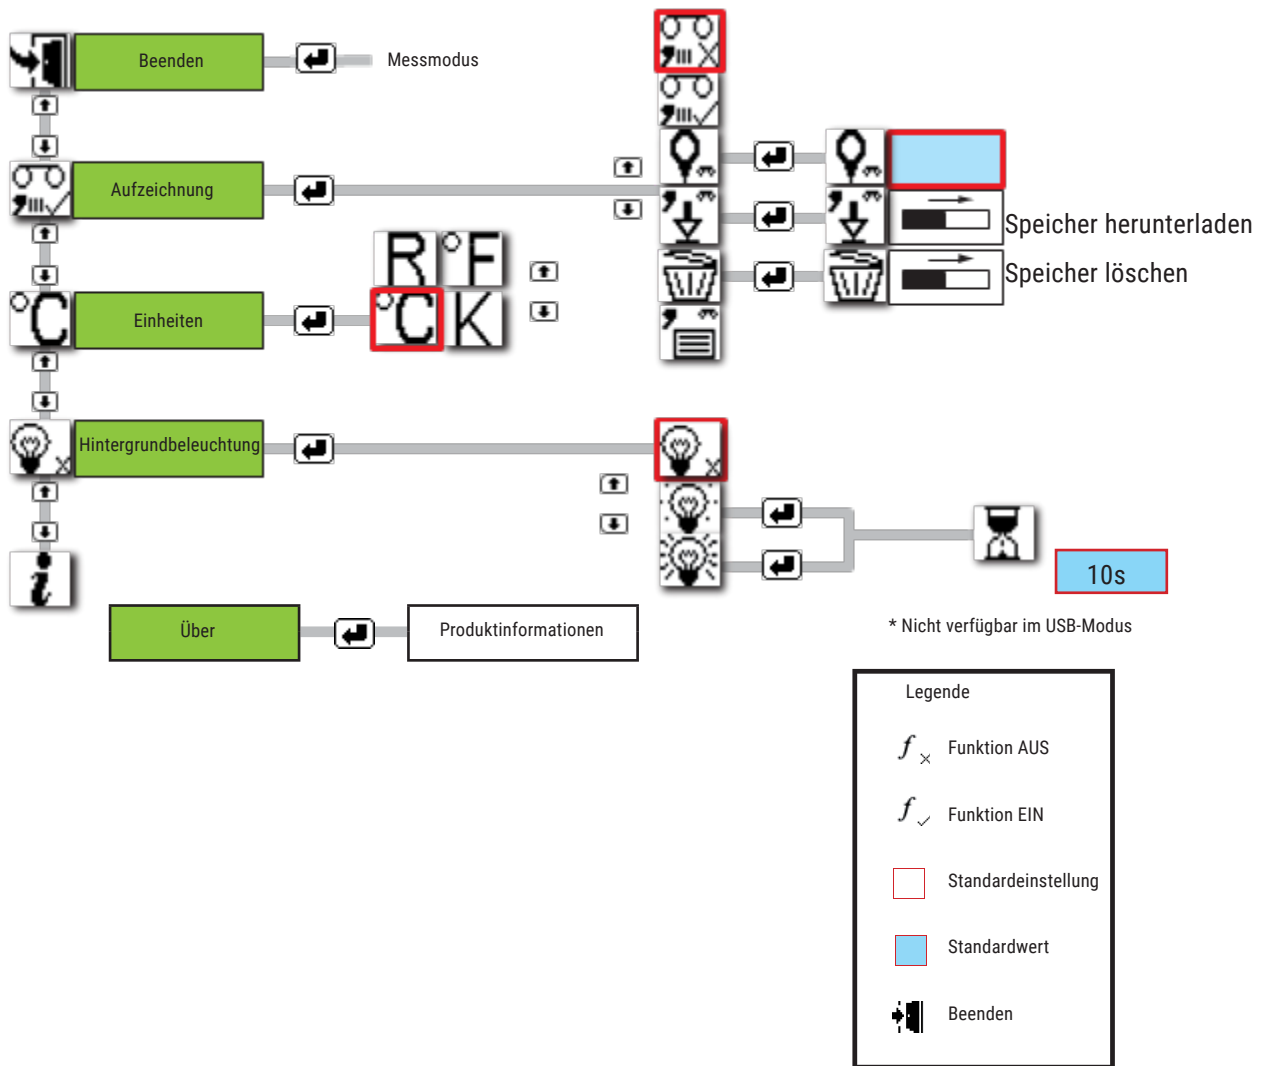 Beenden
Messmodus
Aufzeichnung
Speicher herunterladen
Speicher löschen
R °F
°C Einheiten °C K
Hintergrundbeleuchtung
10s
i
Über
Produktinformationen
* Nicht verfügbar im USB-Modus
Legende
f x Funktion AUS
f ✓ Funktion EIN
Standardeinstellung
Standardwert
Beenden